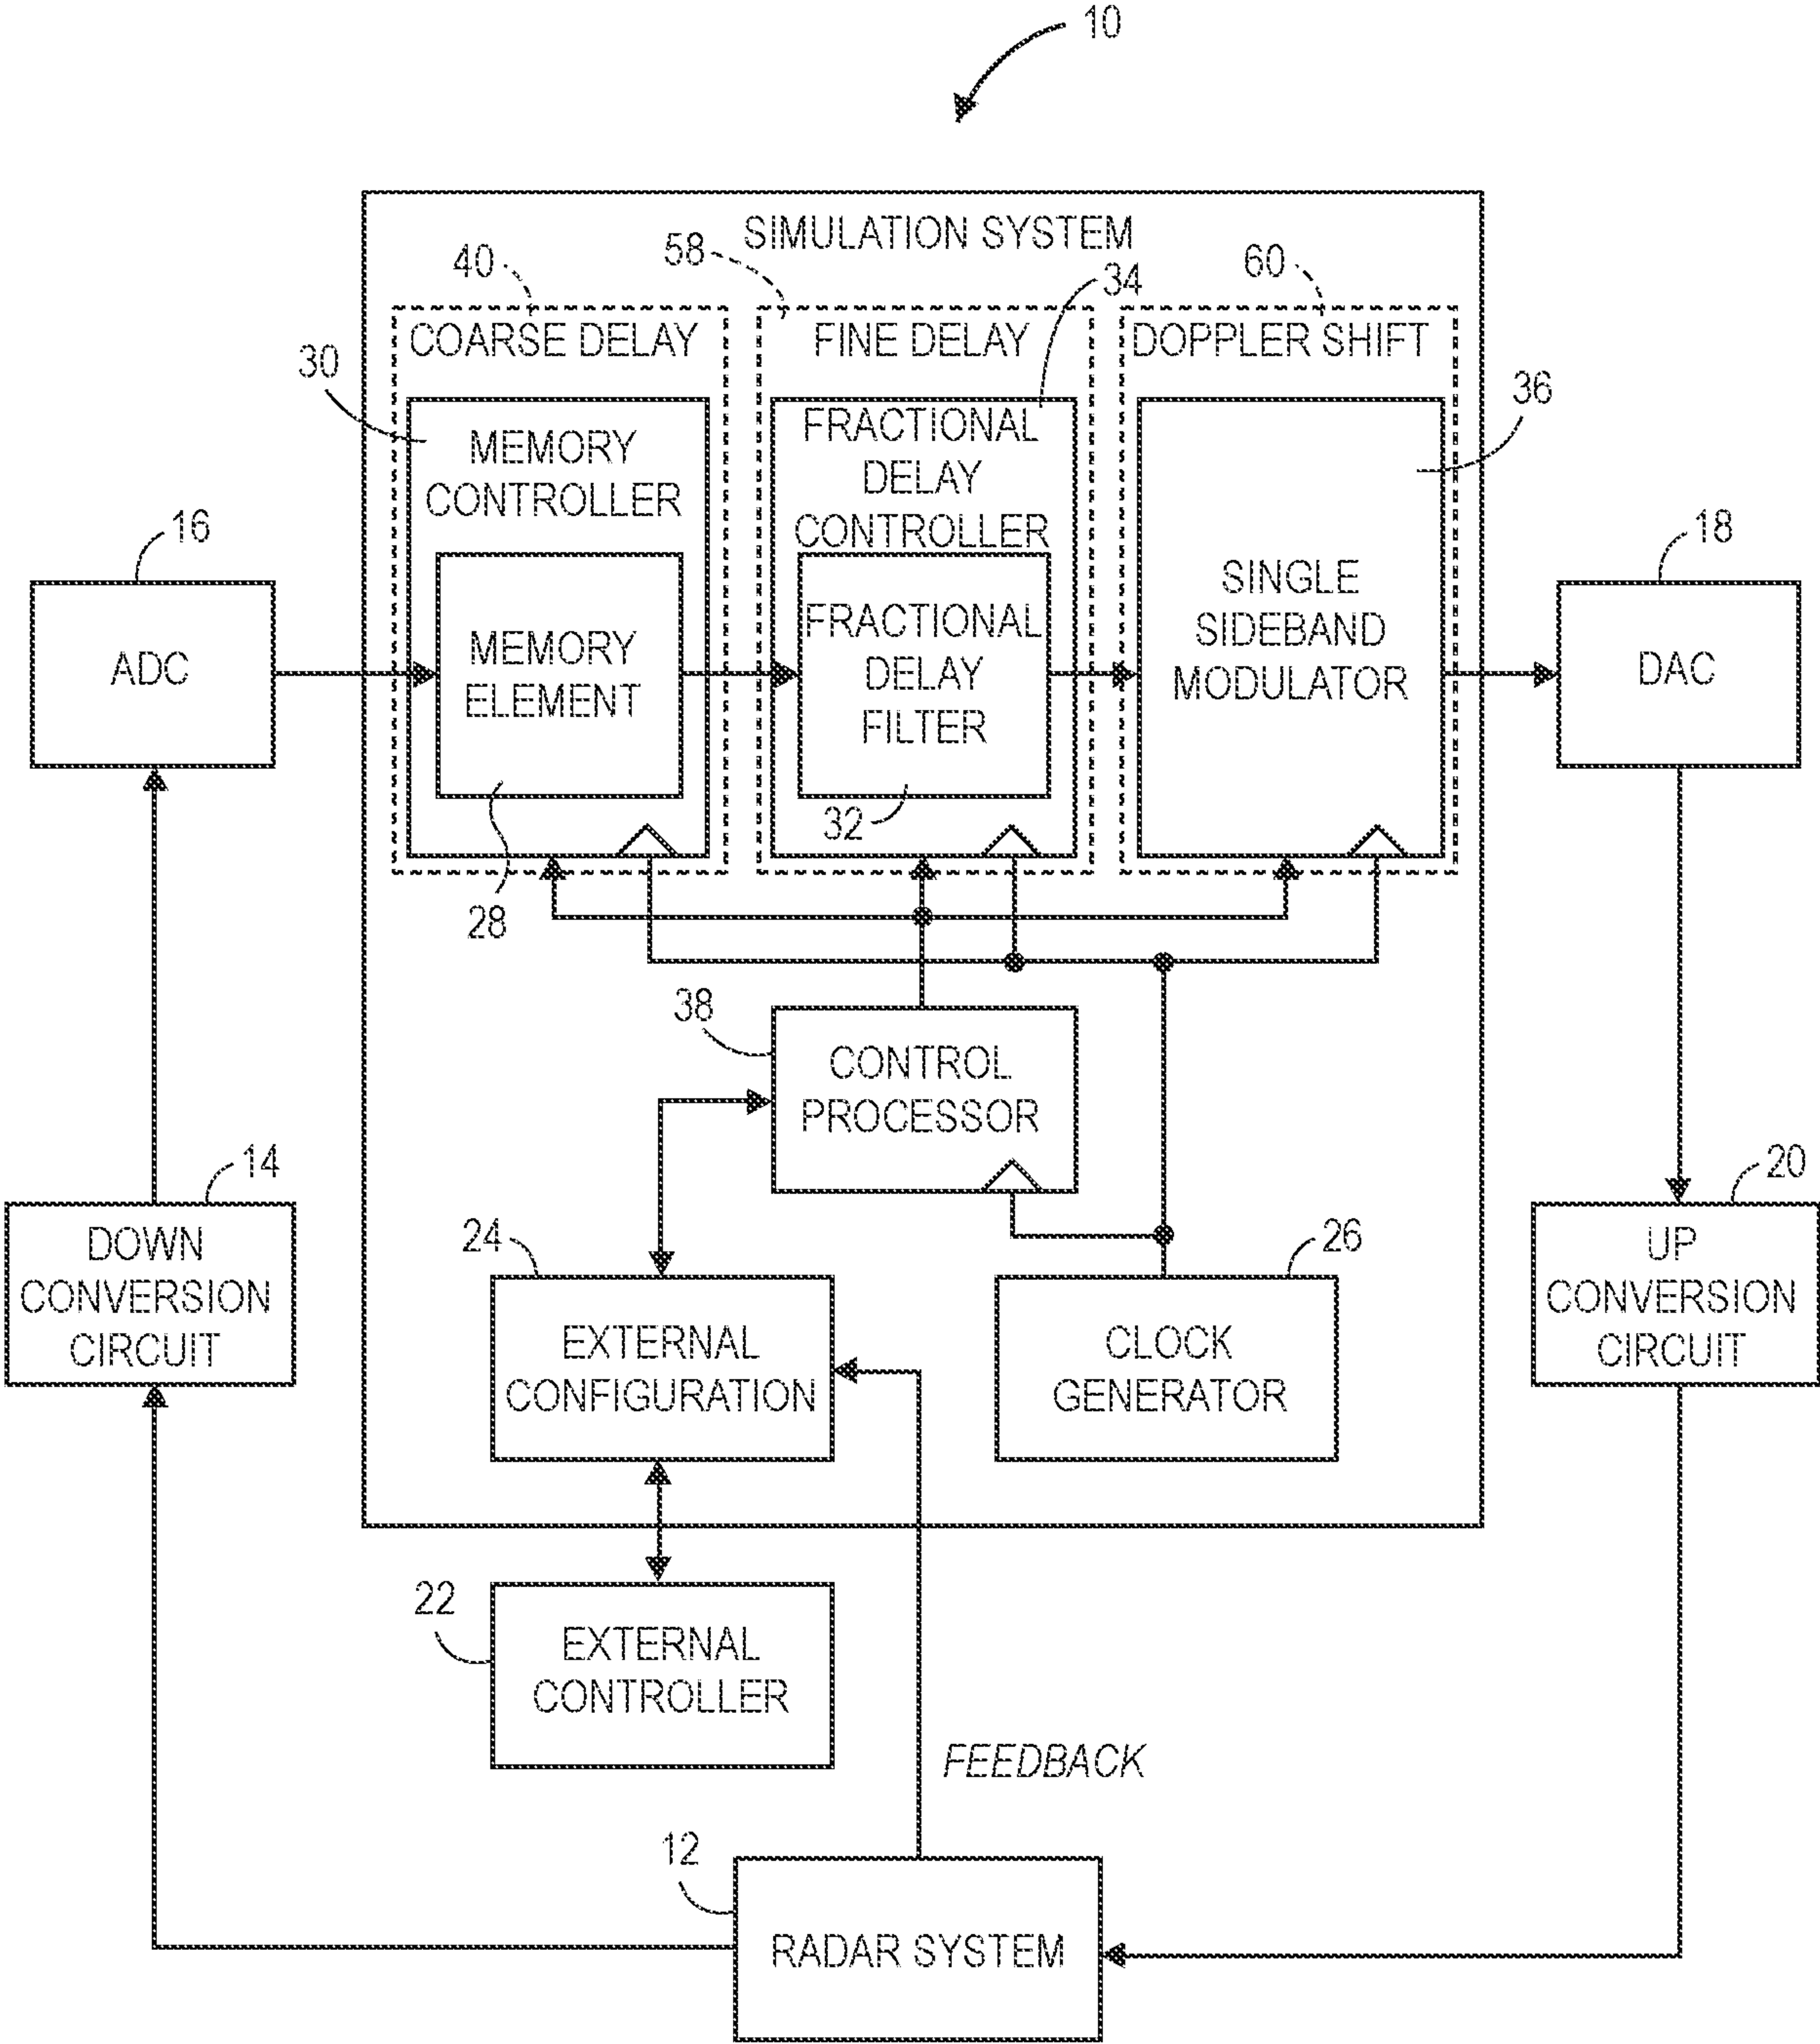 10
SIMULATION SYSTEM
40
58
34
60
COARSE DELAY
FINE DELAY
DOPPLER SHIFT
30
36
MEMORY
CONTROLLER
FRACTIONAL
DELAY
CONTROLLER
16
18
ADC
MEMORY
ELEMENT
FRACTIONAL
DELAY
FILTER
SINGLE
SIDEBAND
MODULATOR
DAC
28
32
38
CONTROL
PROCESSOR
14
20
DOWN
CONVERSION
CIRCUIT
24
26
UP
CONVERSION
CIRCUIT
EXTERNAL
CONFIGURATION
CLOCK
GENERATOR
22
EXTERNAL
CONTROLLER
FEEDBACK
12
RADAR SYSTEM